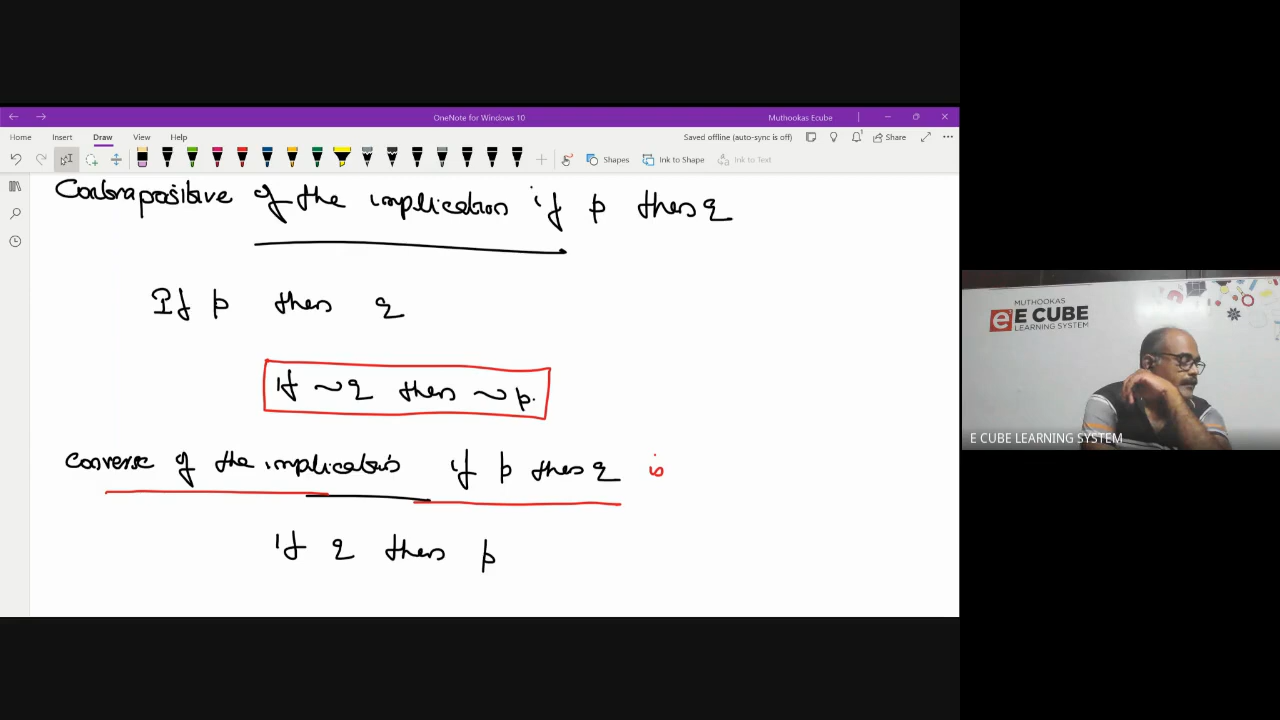 OneNote for Windows 10
Muthookas Ecube
Home Insert Draw View Help
Saved offline (auto-sync is off)
Share
Shapes
Ink to Shape
Ink to Text
Contrapositive of the implication if p then q
If p then q
if ~q then ~p.
Converse of the implication if p then q is
If q then p
MUTHOOKAS
e E CUBE
LEARNING SYSTEM
E CUBE LEARNING SYSTEM